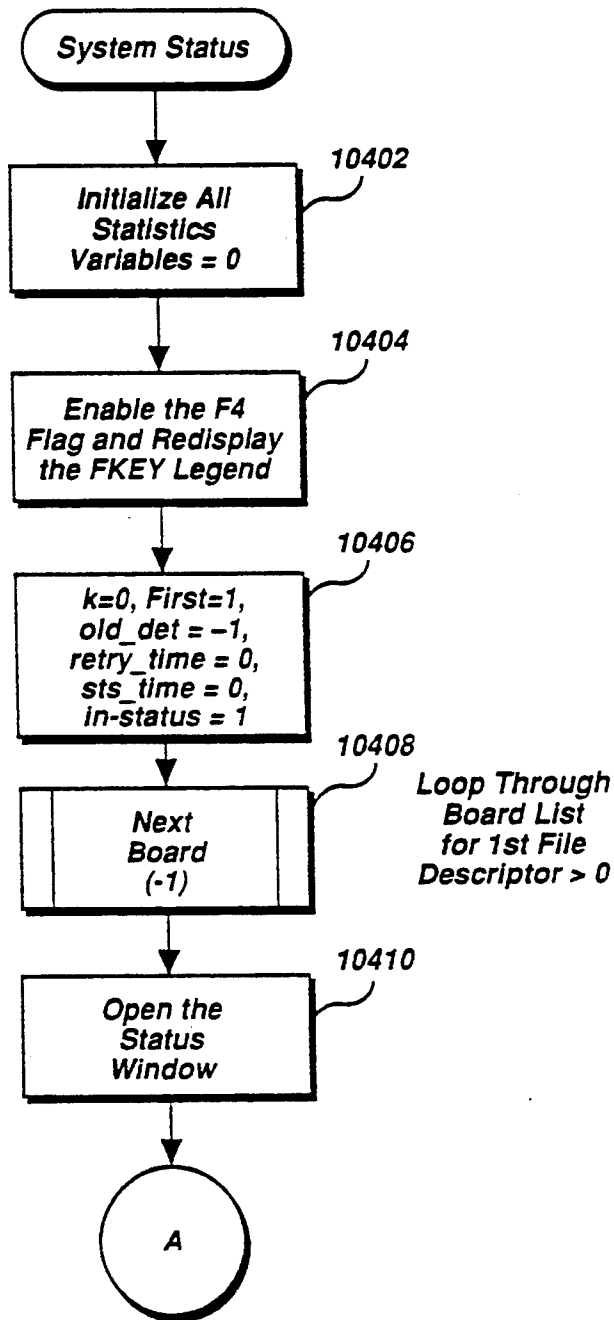 System Status
10402
Initialize All
Statistics
Variables = 0
10404
Enable the F4
Flag and Redisplay
the FKEY Legend
10406
k=0, First=1,
old_det = –1,
retry_time = 0,
sts_time = 0,
in-status = 1
10408
Next
Board
(-1)
Loop Through
Board List
for 1st File
Descriptor > 0
10410
Open the
Status
Window
A